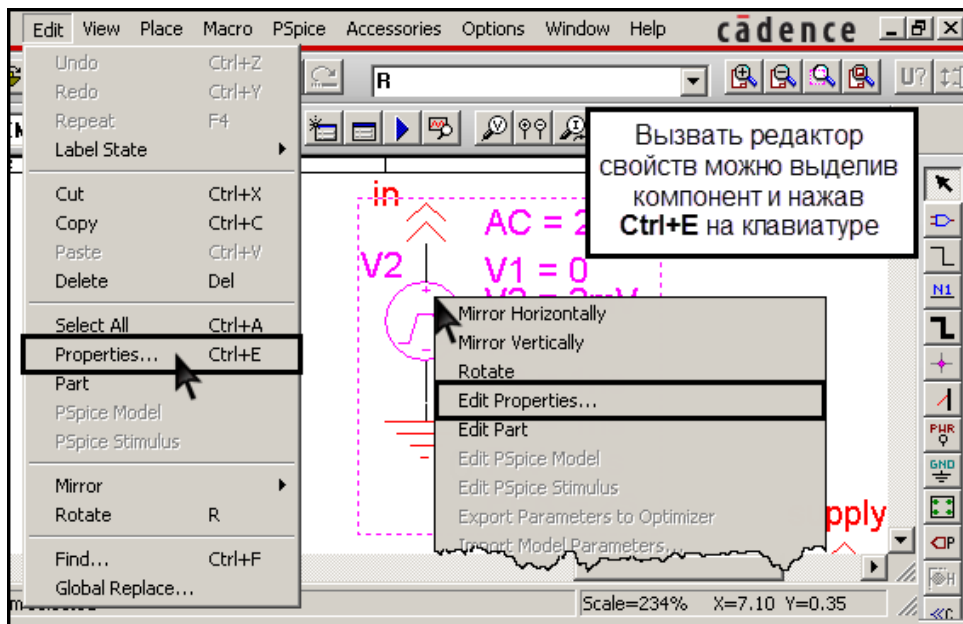 Edit View Place Macro PSpice Accessories Options Window Help cādence
Undo Ctrl+Z
Redo Ctrl+Y
Repeat F4
Label State
Cut Ctrl+X
Copy Ctrl+C
Paste Ctrl+V
Delete Del
Select All Ctrl+A
Properties... Ctrl+E
Part
PSpice Model
PSpice Stimulus
Mirror
Rotate R
Find... Ctrl+F
Global Replace...
R
U?
Вызвать редактор
свойств можно выделив
компонент и нажав
Ctrl+E на клавиатуре
in
AC = 2
V2
V1 = 0
V2 = 2mV
Mirror Horizontally
Mirror Vertically
Rotate
Edit Properties...
Edit Part
Edit PSpice Model
Edit PSpice Stimulus
Export Parameters to Optimizer
Import Model Parameters...
pply
N1
PWR
GND
P
H
C
Scale=234% X=7.10 Y=0.35